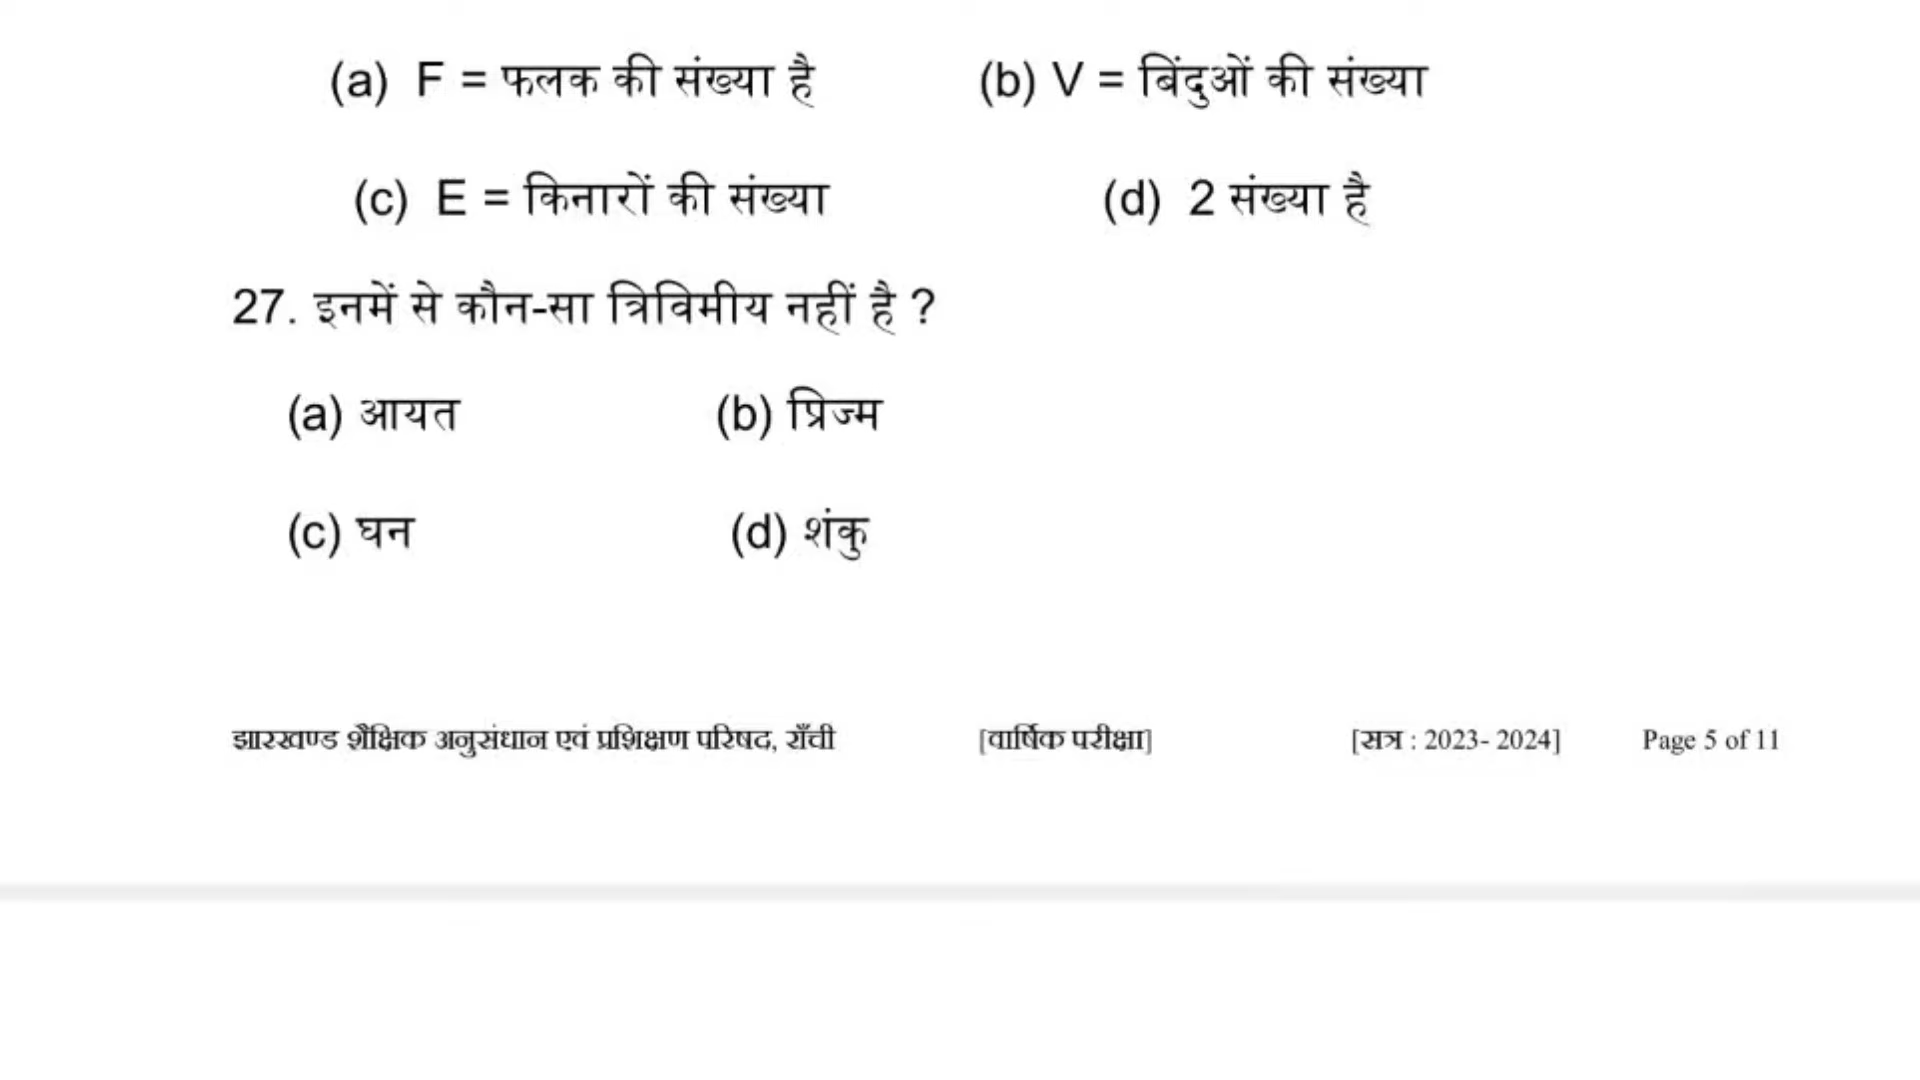 (a) F = फलक की संख्या है (b) V = बिंदुओं की संख्या
(c) E = किनारों की संख्या (d) 2 संख्या है
27. इनमें से कौन-सा त्रिविमीय नहीं है ?
(a) आयत (b) प्रिज्म
(c) घन (d) शंकु
झारखण्ड शैक्षिक अनुसंधान एवं प्रशिक्षण परिषद, राँची [वार्षिक परीक्षा] [सत्र : 2023- 2024] Page 5 of 11